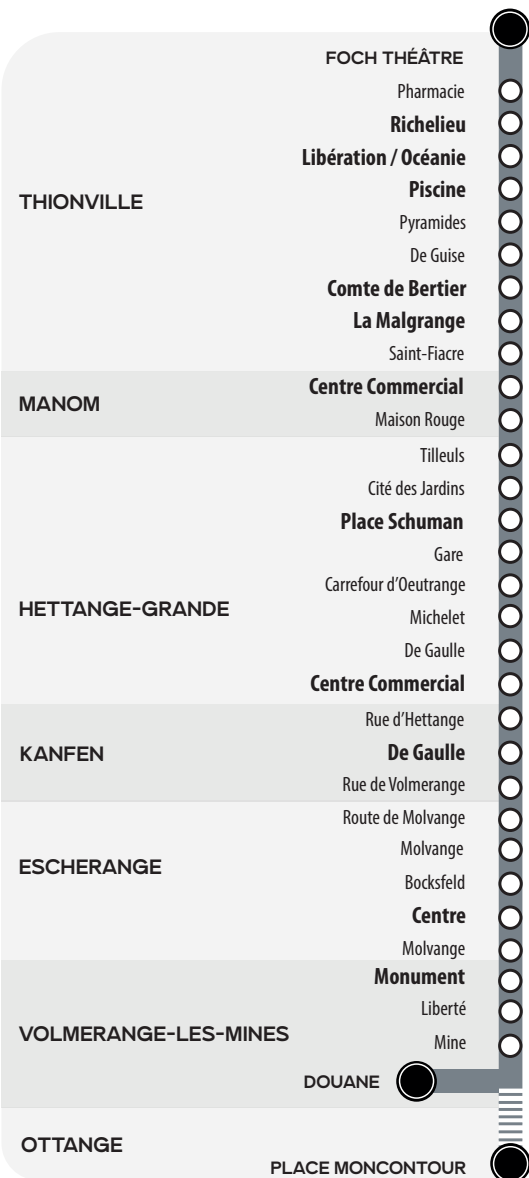 FOCH THÉÂTRE
Pharmacie
Richelieu
Libération / Océanie
Piscine
THIONVILLE
Pyramides
De Guise
Comte de Bertier
La Malgrange
Saint-Fiacre
Centre Commercial
MANOM
Maison Rouge
Tilleuls
Cité des Jardins
Place Schuman
Gare
Carrefour d'Oeutrange
HETTANGE-GRANDE
Michelet
De Gaulle
Centre Commercial
Rue d'Hettange
KANFEN
De Gaulle
Rue de Volmerange
Route de Molvange
Molvange
ESCHERANGE
Bocksfeld
Centre
Molvange
Monument
Liberté
VOLMERANGE-LES-MINES
Mine
DOUANE
OTTANGE
PLACE MONCONTOUR